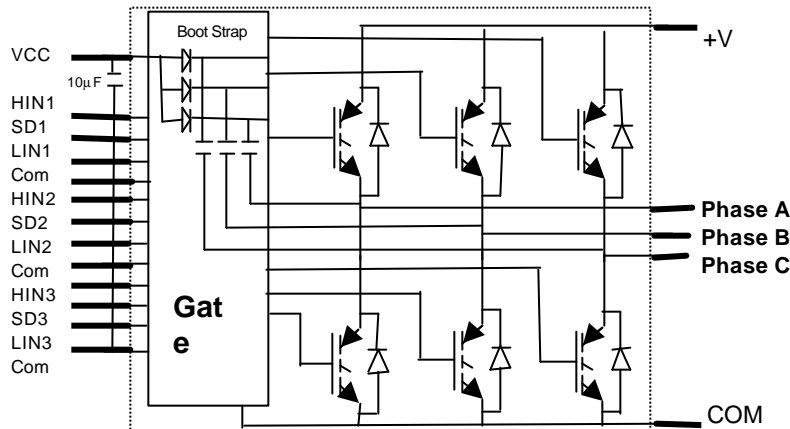 Boot Strap
+V
VCC
10μF
HIN1
SD1
LIN1
Com
HIN2
SD2
LIN2
Com
HIN3
SD3
LIN3
Com
Gat
e
Phase A
Phase B
Phase C
COM